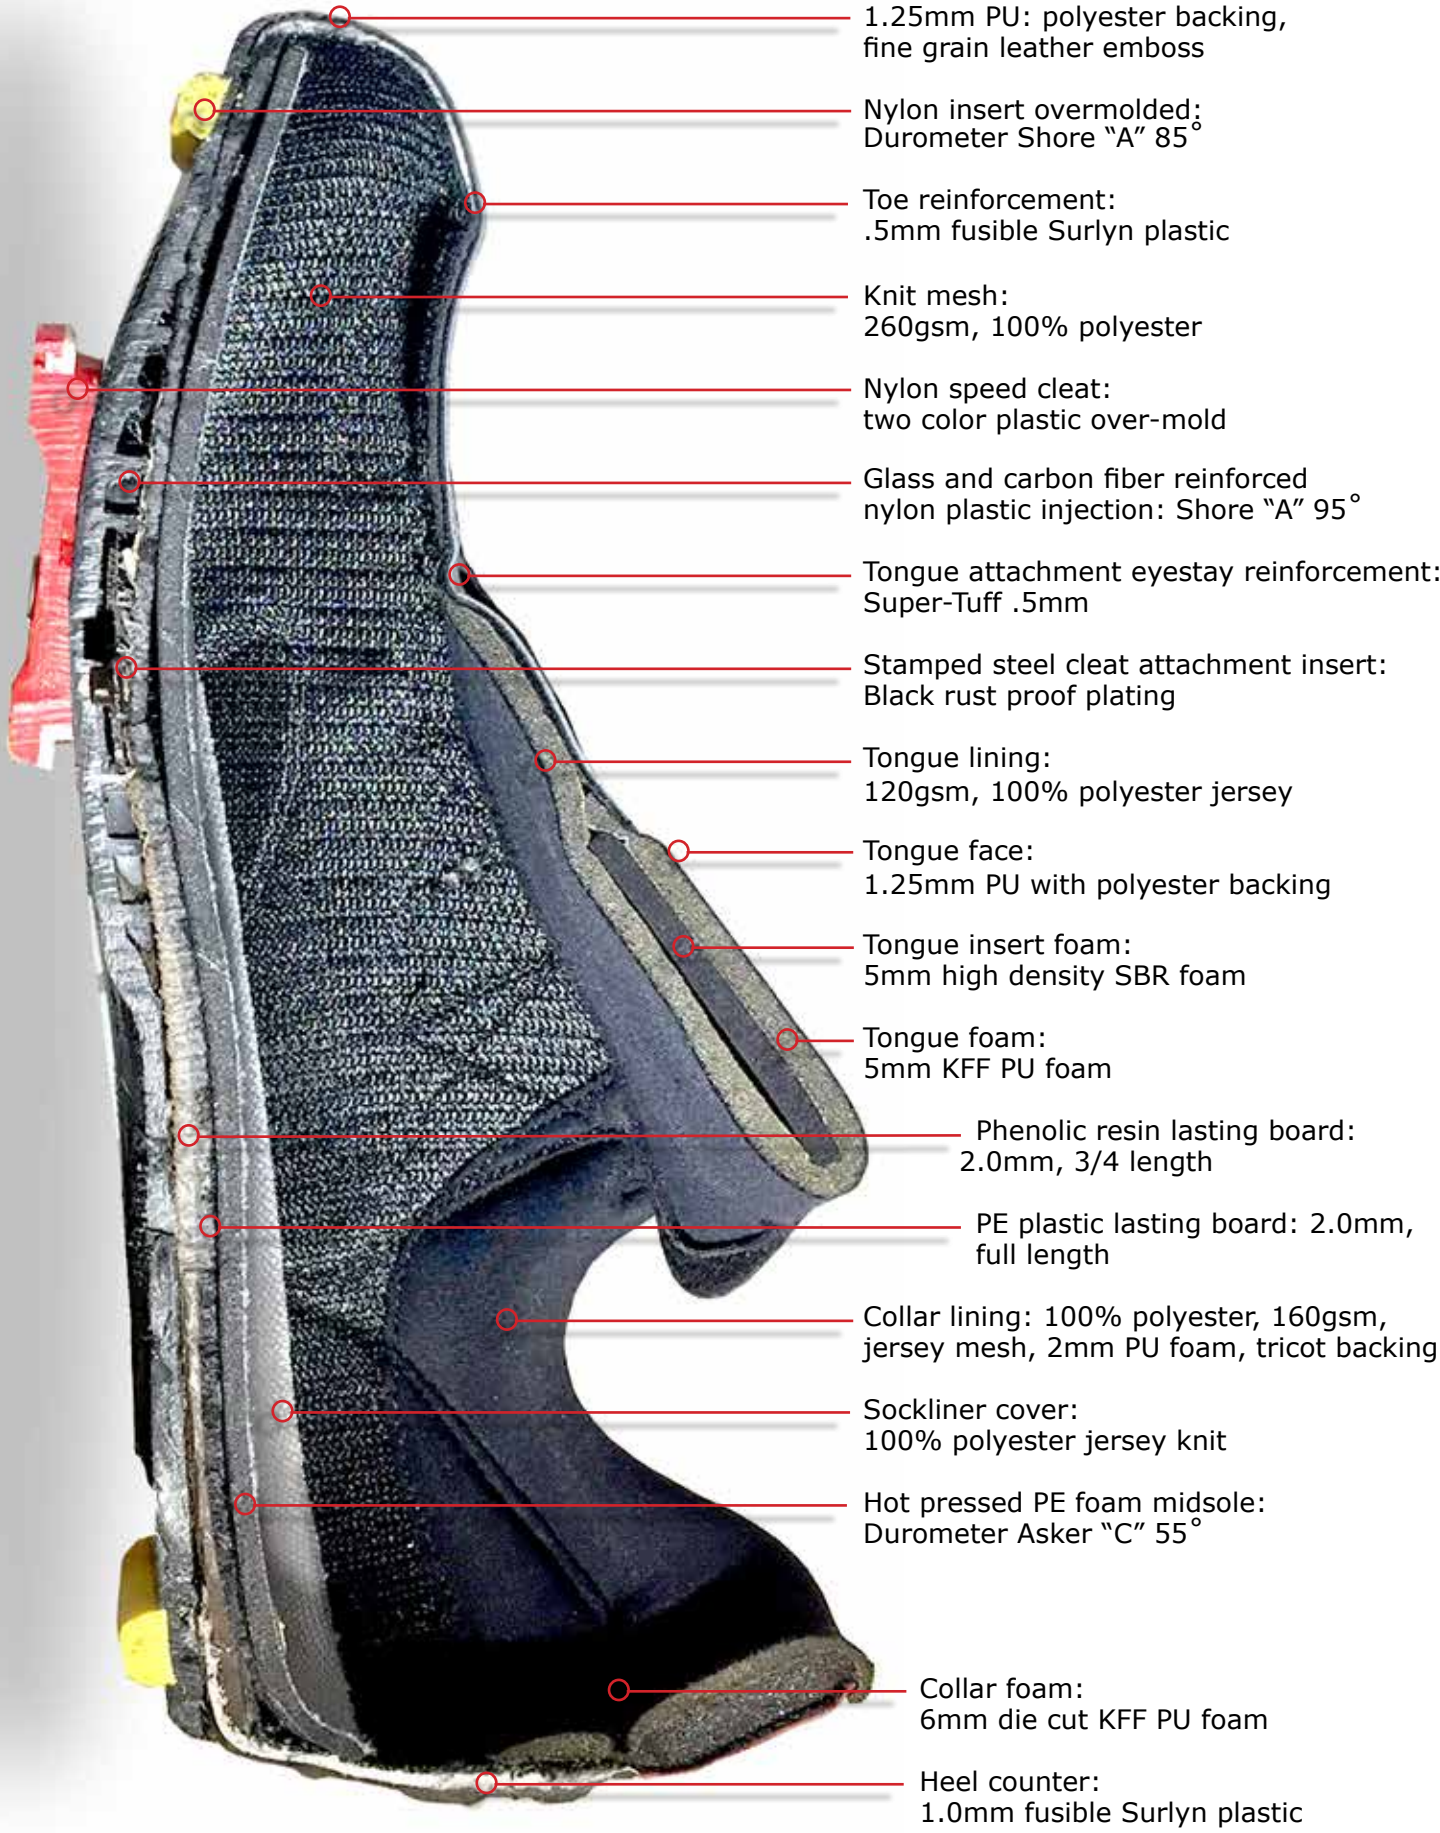 1.25mm PU: polyester backing,
fine grain leather emboss
Nylon insert overmolded:
Durometer Shore “A” 85°
Toe reinforcement:
.5mm fusible Surlyn plastic
Knit mesh:
260gsm, 100% polyester
Nylon speed cleat:
two color plastic over-mold
Glass and carbon fiber reinforced
nylon plastic injection: Shore “A” 95°
Tongue attachment eyestay reinforcement:
Super-Tuff .5mm
Stamped steel cleat attachment insert:
Black rust proof plating
Tongue lining:
120gsm, 100% polyester jersey
Tongue face:
1.25mm PU with polyester backing
Tongue insert foam:
5mm high density SBR foam
Tongue foam:
5mm KFF PU foam
Phenolic resin lasting board:
2.0mm, 3/4 length
PE plastic lasting board: 2.0mm,
full length
Collar lining: 100% polyester, 160gsm,
jersey mesh, 2mm PU foam, tricot backing
Sockliner cover:
100% polyester jersey knit
Hot pressed PE foam midsole:
Durometer Asker “C” 55°
Collar foam:
6mm die cut KFF PU foam
Heel counter:
1.0mm fusible Surlyn plastic